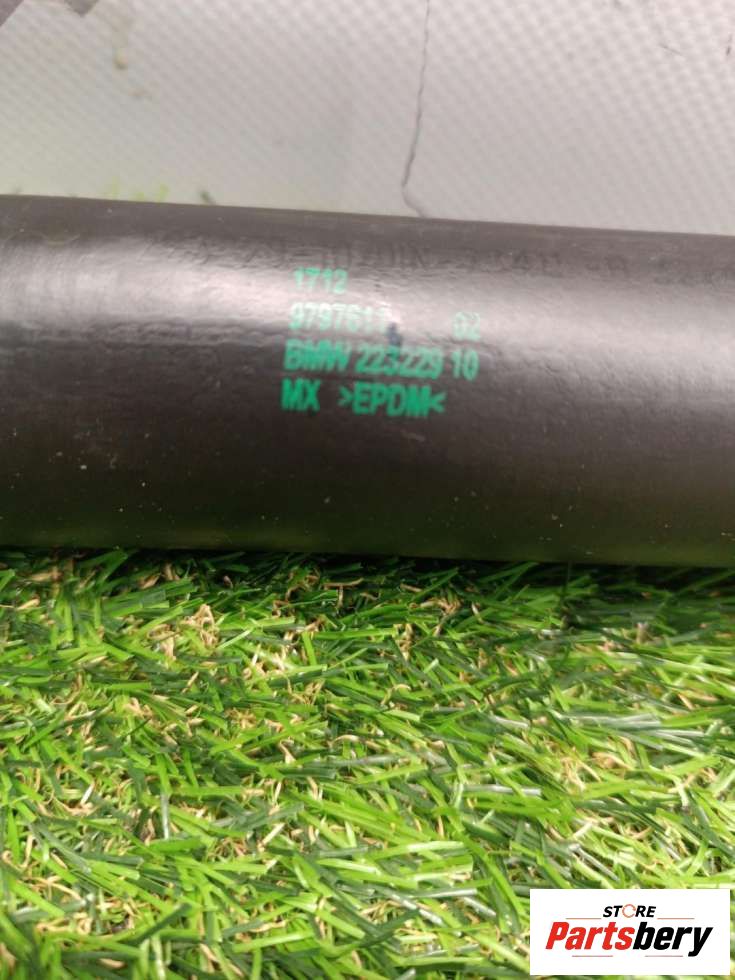 1712
02
BMW 223229 10
MX >EPDM<
STORE
Partsbery